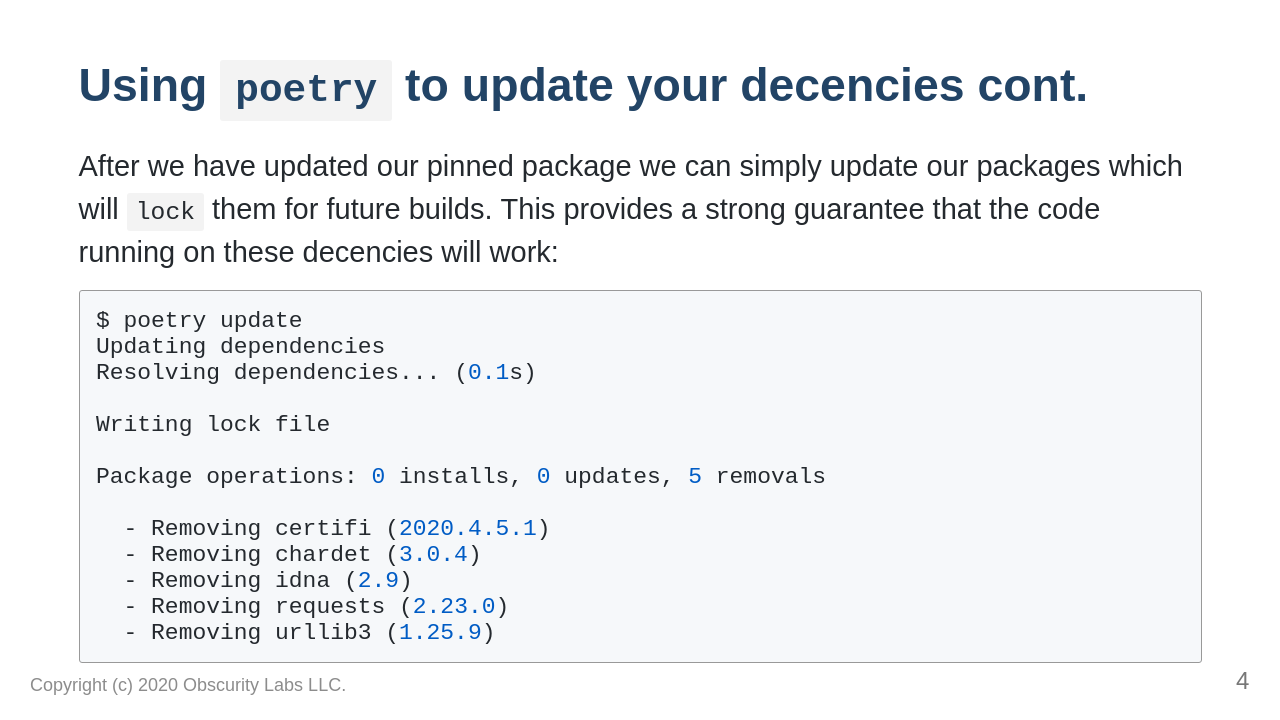 Using poetry to update your decencies cont.
After we have updated our pinned package we can simply update our packages which
will lock them for future builds. This provides a strong guarantee that the code
running on these decencies will work:
$ poetry update
Updating dependencies
Resolving dependencies... (0.1s)
Writing lock file
Package operations: 0 installs, 0 updates, 5 removals
  - Removing certifi (2020.4.5.1)
  - Removing chardet (3.0.4)
  - Removing idna (2.9)
  - Removing requests (2.23.0)
  - Removing urllib3 (1.25.9)
Copyright (c) 2020 Obscurity Labs LLC.
4